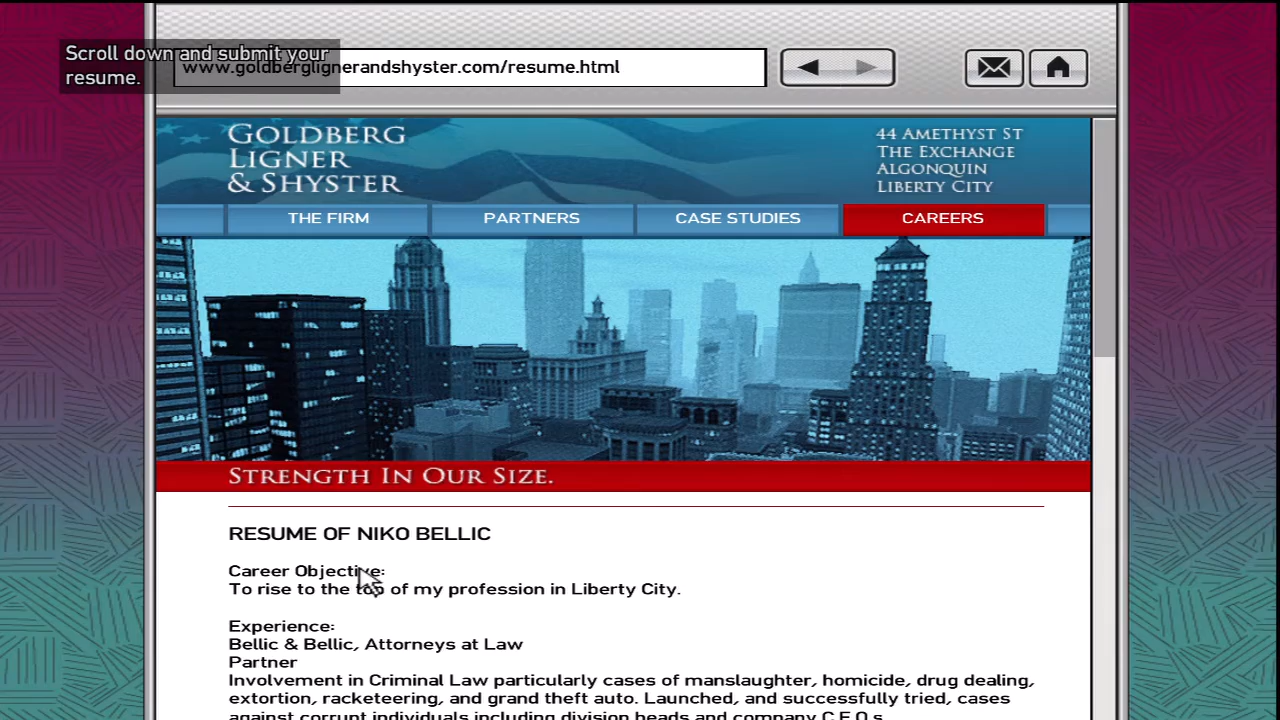 Scroll down and submit your
resume.
www.goldberglignerandshyster.com/resume.html
GOLDBERG
LIGNER
& SHYSTER
44 AMETHYST ST
THE EXCHANGE
ALGONQUIN
LIBERTY CITY
THE FIRM
PARTNERS
CASE STUDIES
CAREERS
STRENGTH IN OUR SIZE.
RESUME OF NIKO BELLIC
Career Objective:
To rise to the top of my profession in Liberty City.
Experience:
Bellic & Bellic, Attorneys at Law
Partner
Involvement in Criminal Law particularly cases of manslaughter, homicide, drug dealing,
extortion, racketeering, and grand theft auto. Launched, and successfully tried, cases
against corrupt individuals including division heads and company C.E.O.s